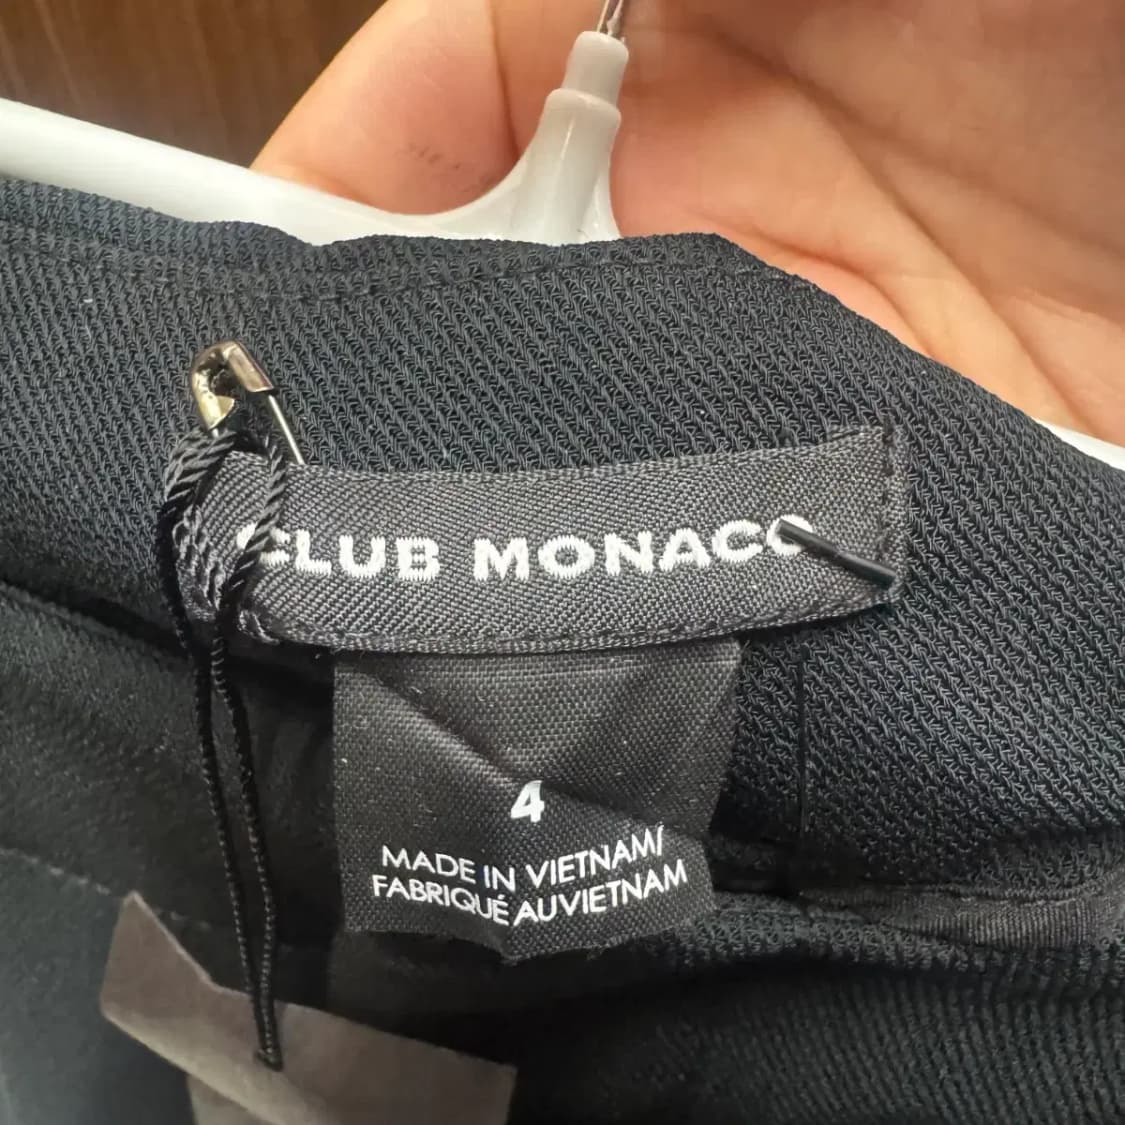 CLUB MONACO
4
MADE IN VIETNAM/
FABRIQUÉ AU VIETNAM